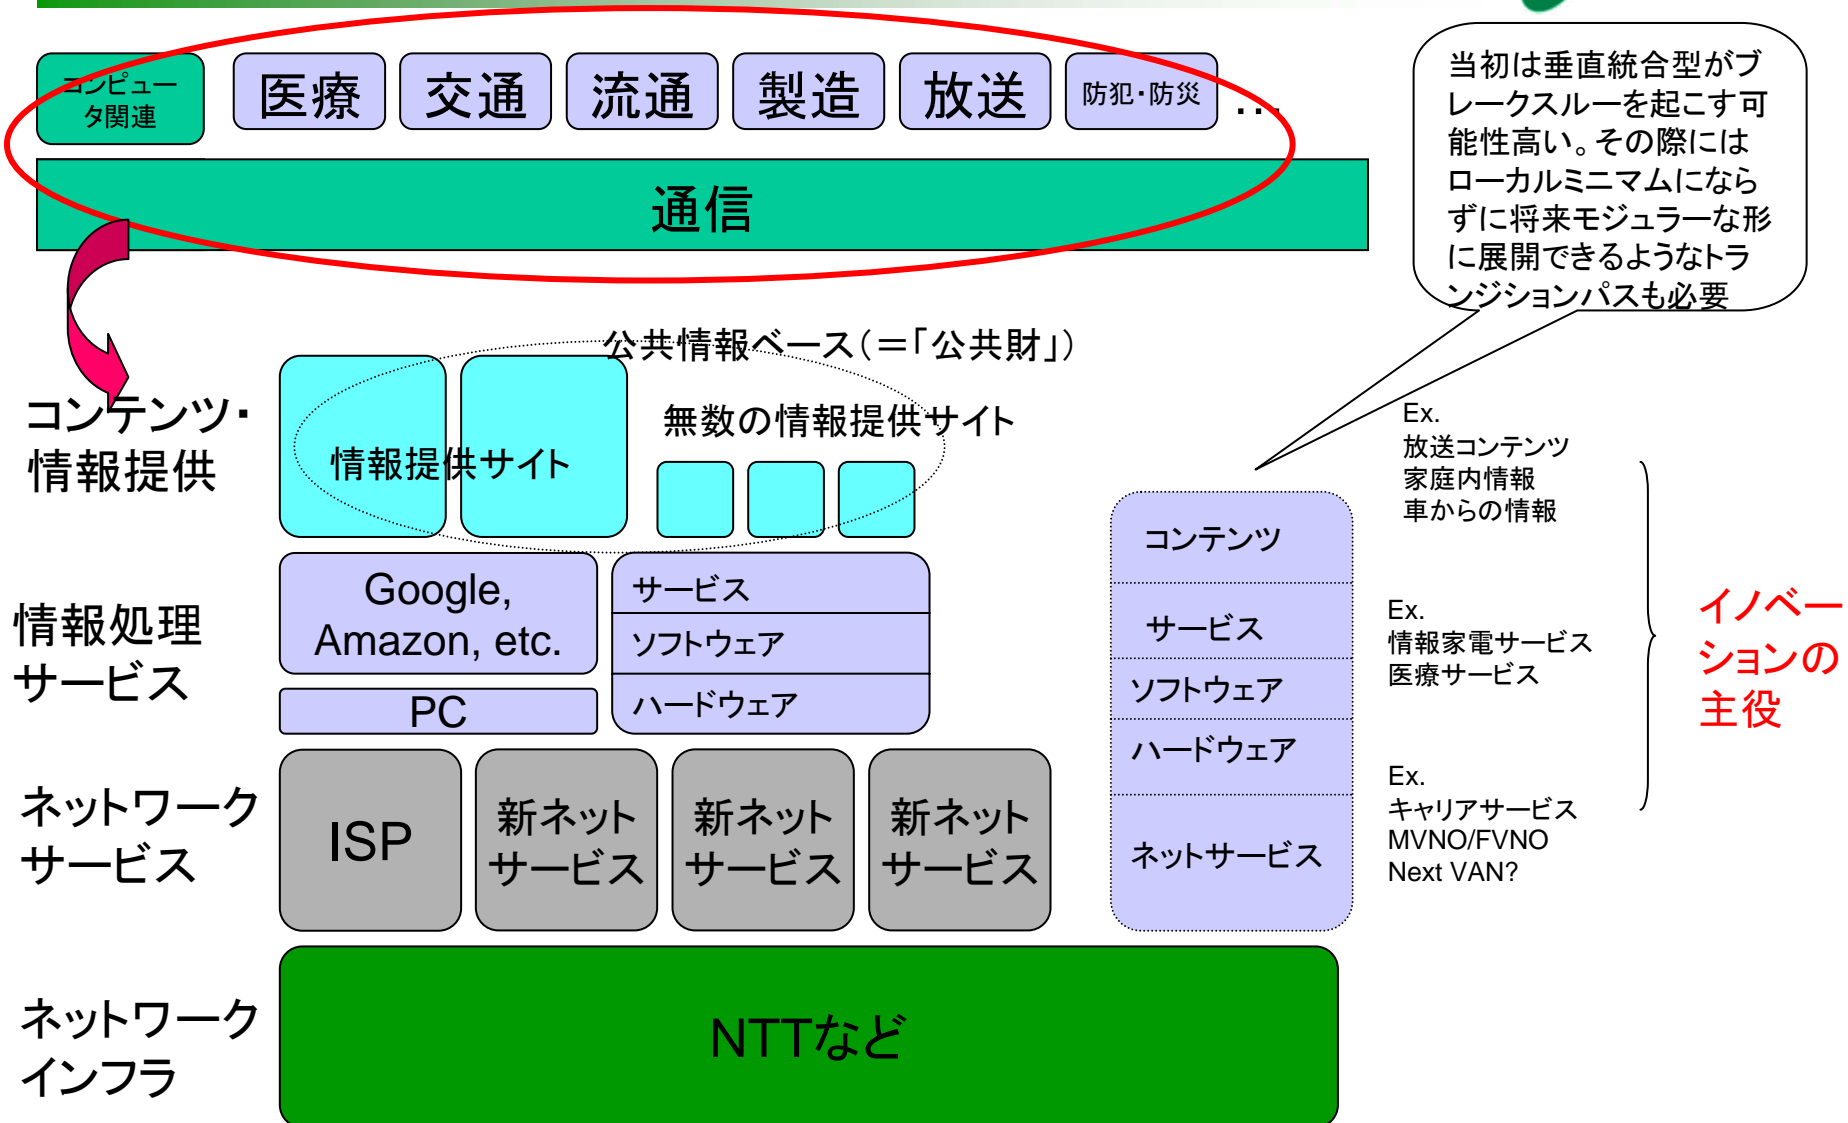 コンピュー
タ関連
医療
交通
流通
製造
放送
防犯・防災
…
通信
当初は垂直統合型がブ
レークスルーを起こす可
能性高い。その際には
ローカルミニマムになら
ずに将来モジュラーな形
に展開できるようなトラ
ンジションパスも必要
公共情報ベース(＝「公共財」)
コンテンツ・
情報提供
情報提供サイト
無数の情報提供サイト
Ex.
放送コンテンツ
家庭内情報
車からの情報
情報処理
サービス
Google,
Amazon, etc.
PC
サービス
ソフトウェア
ハードウェア
コンテンツ
サービス
ソフトウェア
ハードウェア
ネットサービス
Ex.
情報家電サービス
医療サービス
イノベー
ションの
主役
ネットワーク
サービス
ISP
新ネット
サービス
新ネット
サービス
新ネット
サービス
Ex.
キャリアサービス
MVNO/FVNO
Next VAN?
ネットワーク
インフラ
NTTなど